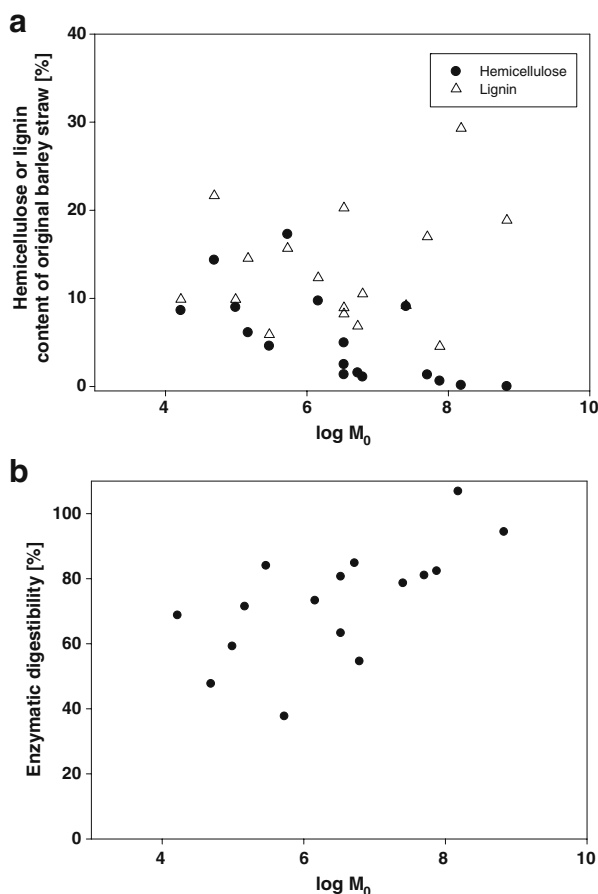 a
Hemicellulose or lignin
content of original barley straw [%]
40
30
20
10
0
Hemicellulose
Lignin
4
6
8
10
log M₀
b
Enzymatic digestibility [%]
100
80
60
40
20
0
4
6
8
10
log M₀